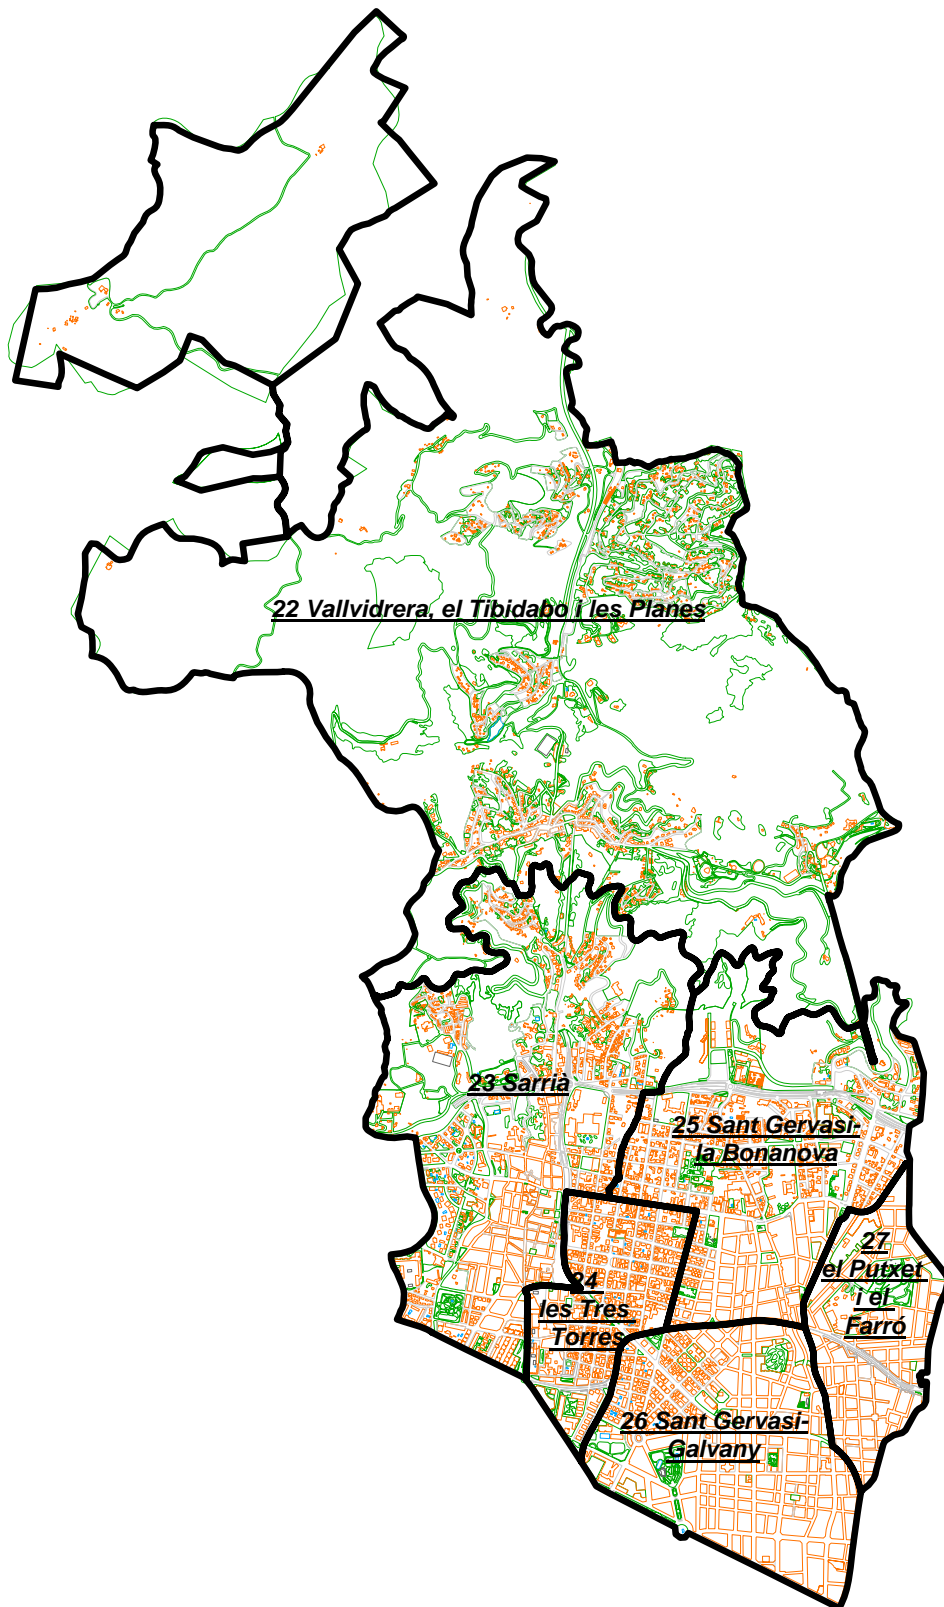 22 Vallvidrera, el Tibidabo i les Planes
23 Sarrià
25 Sant Gervasi-
la Bonanova
27
el Putxet
i el
Farró
24
les Tres
Torres
26 Sant Gervasi-
Galvany